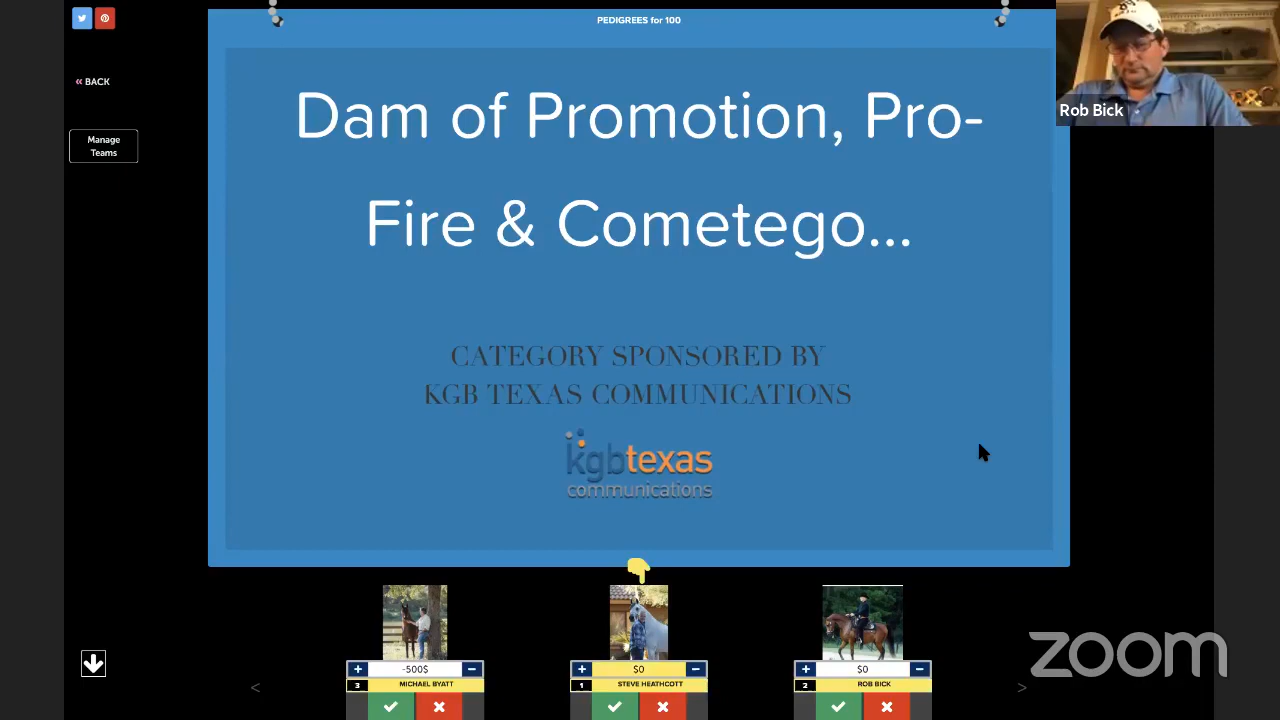 PEDIGREES for 100
« BACK
Manage
Teams
Rob Bick
Dam of Promotion, Pro-
Fire & Cometego...
CATEGORY SPONSORED BY
KGB TEXAS COMMUNICATIONS
kgbtexas
communications
+ -500$ −
3 MICHAEL BYATT
+ $0 −
1 STEVE HEATHCOTT
+ $0 −
2 ROB BICK
< >
zoom